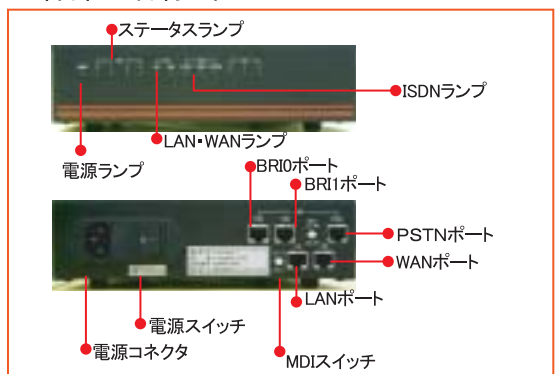 ステータスランプ
ISDNランプ
LAN・WANランプ
電源ランプ
BRI0ポート
BRI1ポート
PSTNポート
WANポート
LANポート
電源スイッチ
電源コネクタ
MDIスイッチ